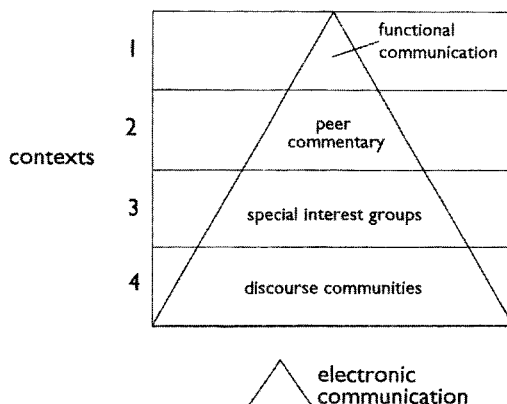 functional
communication
1
peer
commentary
2
contexts
special interest groups
3
discourse communities
4
electronic
communication